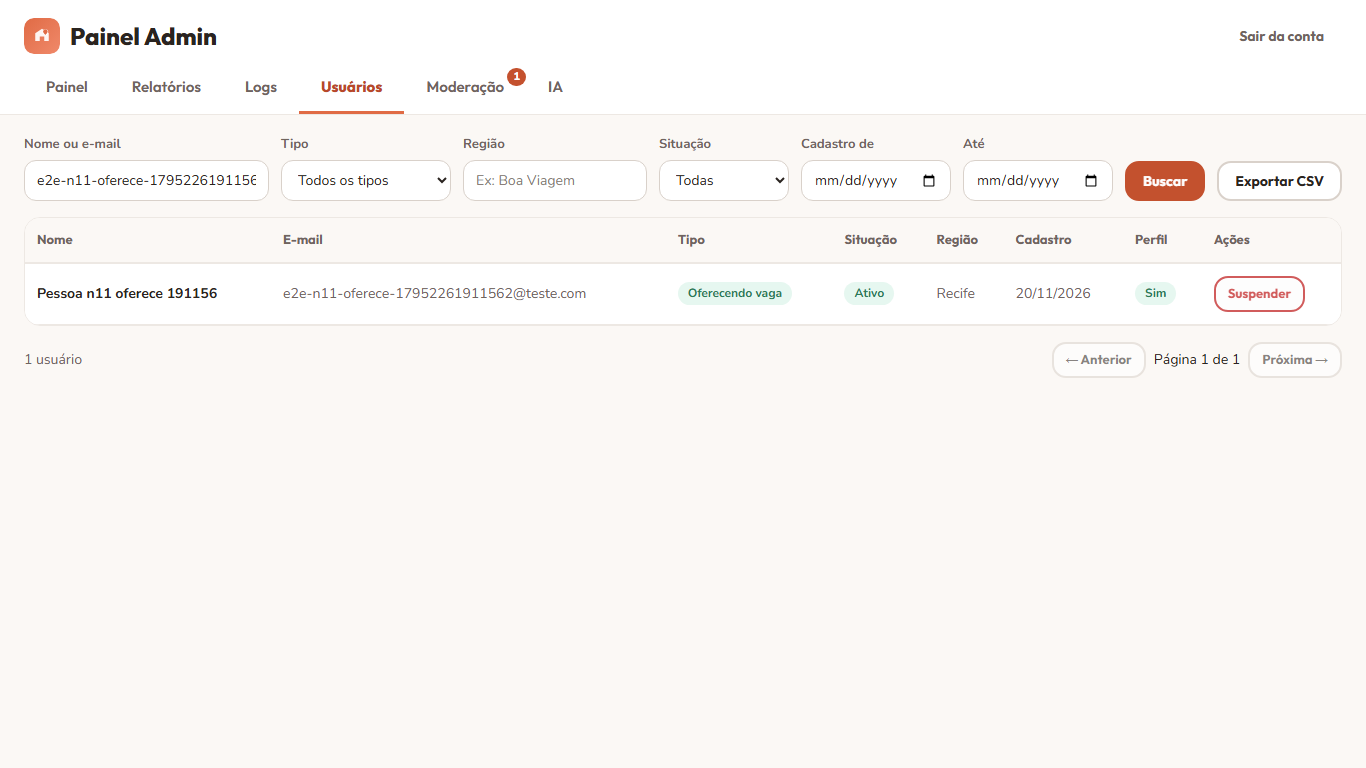 Painel Admin
Sair da conta
Painel Relatórios Logs Usuários Moderação 1 IA
Nome ou e-mail Tipo Região Situação Cadastro de Até
e2e-n11-oferece-1795226191156 Todos os tipos Ex: Boa Viagem Todas mm/dd/yyyy mm/dd/yyyy Buscar Exportar CSV
Nome E-mail Tipo Situação Região Cadastro Perfil Ações
Pessoa n11 oferece 191156 e2e-n11-oferece-17952261911562@teste.com Oferecendo vaga Ativo Recife 20/11/2026 Sim Suspender
1 usuário ← Anterior Página 1 de 1 Próxima →